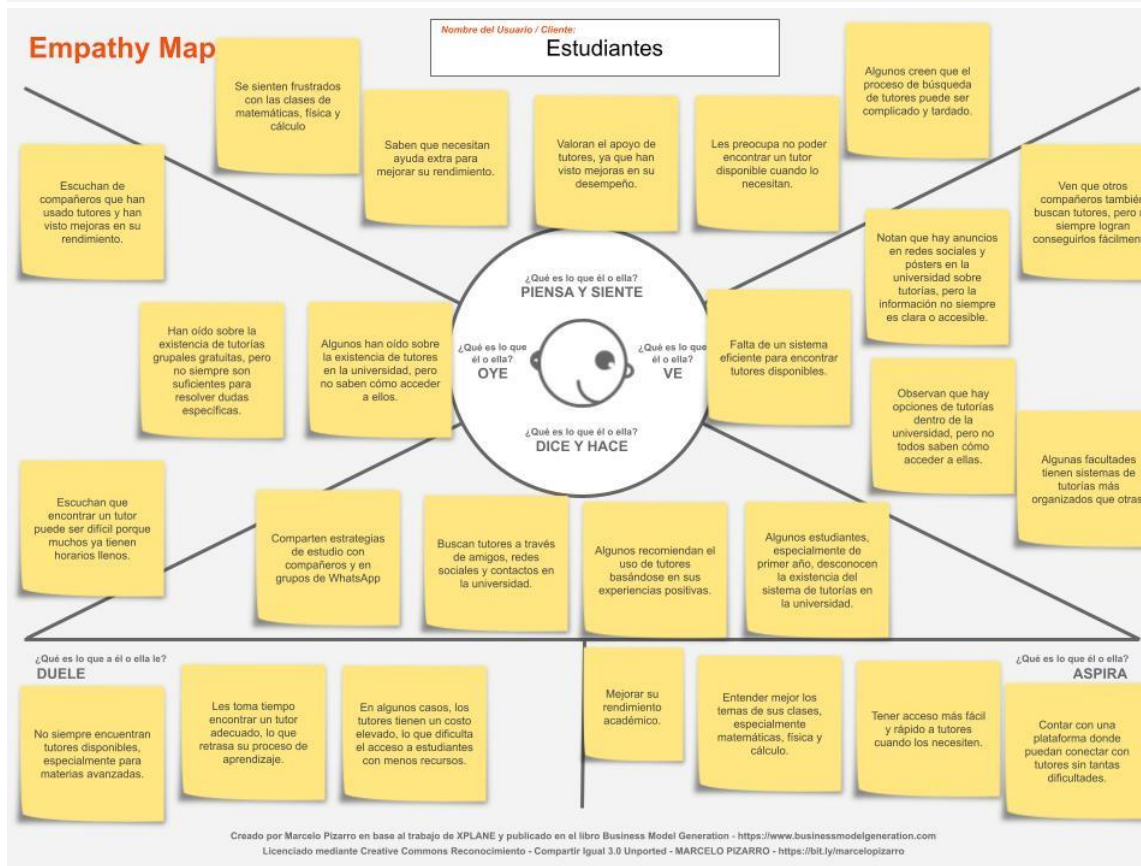 Empathy Map
Nombre del Usuario / Cliente:
Estudiantes
Se sienten frustrados
con las clases de
matemáticas, física y
cálculo
Saben que necesitan
ayuda extra para
mejorar su rendimiento.
Valoran el apoyo de
tutores, ya que han
visto mejoras en su
desempeño.
Les preocupa no poder
encontrar un tutor
disponible cuando lo
necesitan.
Algunos creen que el
proceso de búsqueda
de tutores puede ser
complicado y tardado.
Escuchan de
compañeros que han
usado tutores y han
visto mejoras en su
rendimiento.
Han oído sobre la
existencia de tutorías
grupales gratuitas, pero
no siempre son
suficientes para
resolver dudas
específicas.
Algunos han oído sobre
la existencia de tutores
en la universidad, pero
no saben cómo acceder
a ellos.
Escuchan que
encontrar un tutor
puede ser difícil porque
muchos ya tienen
horarios llenos.
¿Qué es lo que él o ella?
PIENSA Y SIENTE
¿Qué es lo que
él o ella?
OYE
¿Qué es lo que
él o ella?
VE
¿Qué es lo que él o ella?
DICE Y HACE
Ven que otros
compañeros tambié
buscan tutores, pero
siempre logran
conseguirlos fácilmen
Notan que hay anuncios
en redes sociales y
pósters en la
universidad sobre
tutorías, pero la
información no siempre
es clara o accesible.
Falta de un sistema
eficiente para encontrar
tutores disponibles.
Observan que hay
opciones de tutorías
dentro de la
universidad, pero no
todos saben cómo
acceder a ellas.
Algunas facultades
tienen sistemas de
tutorías más
organizados que otras
Comparten estrategias
de estudio con
compañeros y en
grupos de WhatsApp
Buscan tutores a través
de amigos, redes
sociales y contactos en
la universidad.
Algunos recomiendan el
uso de tutores
basándose en sus
experiencias positivas.
Algunos estudiantes,
especialmente de
primer año, desconocen
la existencia del
sistema de tutorías en
la universidad.
¿Qué es lo que a él o ella le?
DUELE
No siempre encuentran
tutores disponibles,
especialmente para
materias avanzadas.
Les toma tiempo
encontrar un tutor
adecuado, lo que
retrasa su proceso de
aprendizaje.
En algunos casos, los
tutores tienen un costo
elevado, lo que dificulta
el acceso a estudiantes
con menos recursos.
¿Qué es lo que él o ella?
ASPIRA
Mejorar su
rendimiento
académico.
Entender mejor los
temas de sus clases,
especialmente
matemáticas, física y
cálculo.
Tener acceso más fácil
y rápido a tutores
cuando los necesiten.
Contar con una
plataforma donde
puedan conectar con
tutores sin tantas
dificultades.
Creado por Marcelo Pizarro en base al trabajo de XPLANE y publicado en el libro Business Model Generation - https://www.businessmodelgeneration.com
Licenciado mediante Creative Commons Reconocimiento - Compartir Igual 3.0 Unported - MARCELO PIZARRO - https://bit.ly/marcelopizarro